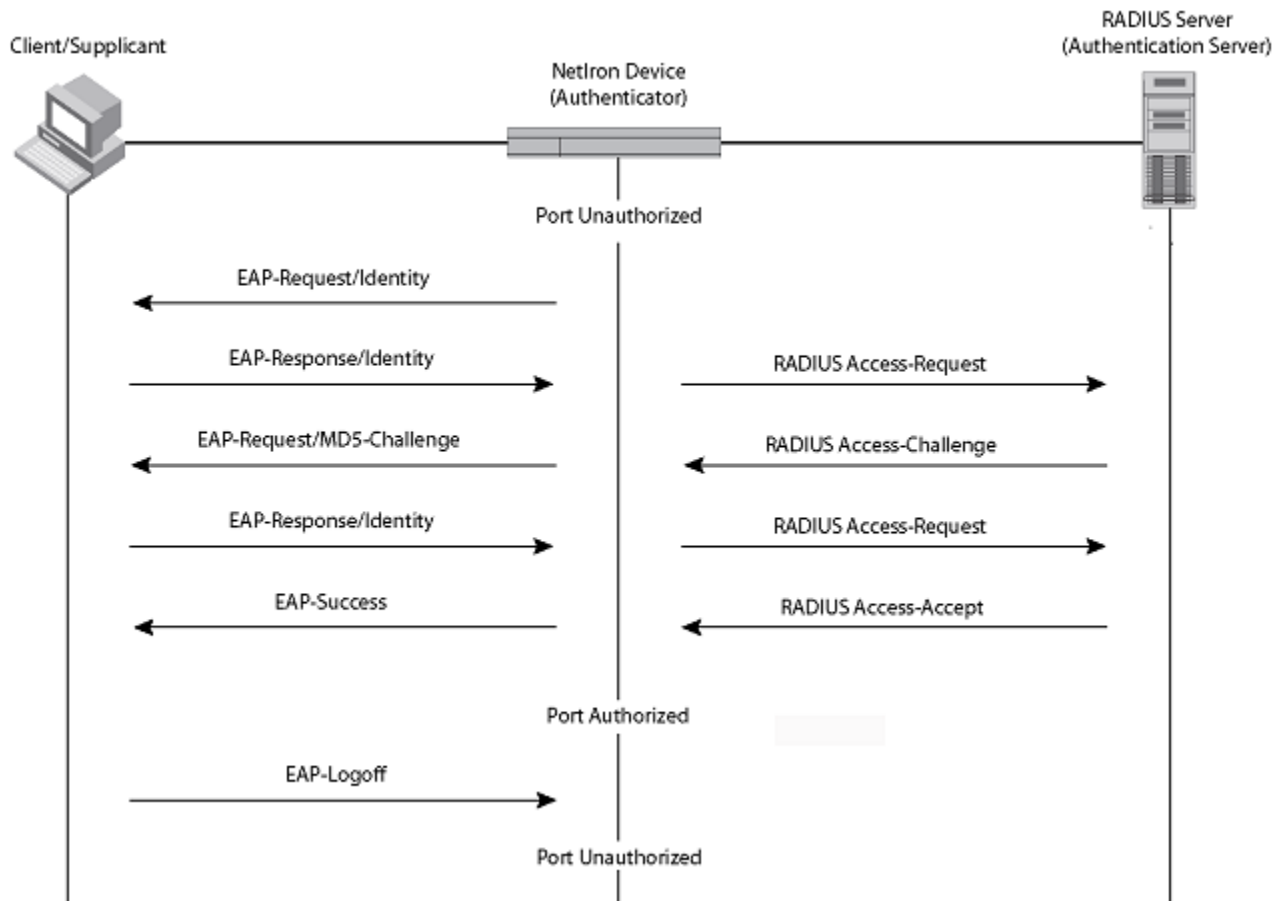 Client/Supplicant
NetIron Device
(Authenticator)
RADIUS Server
(Authentication Server)
Port Unauthorized
EAP-Request/Identity
EAP-Response/Identity
RADIUS Access-Request
EAP-Request/MD5-Challenge
RADIUS Access-Challenge
EAP-Response/Identity
RADIUS Access-Request
EAP-Success
RADIUS Access-Accept
Port Authorized
EAP-Logoff
Port Unauthorized